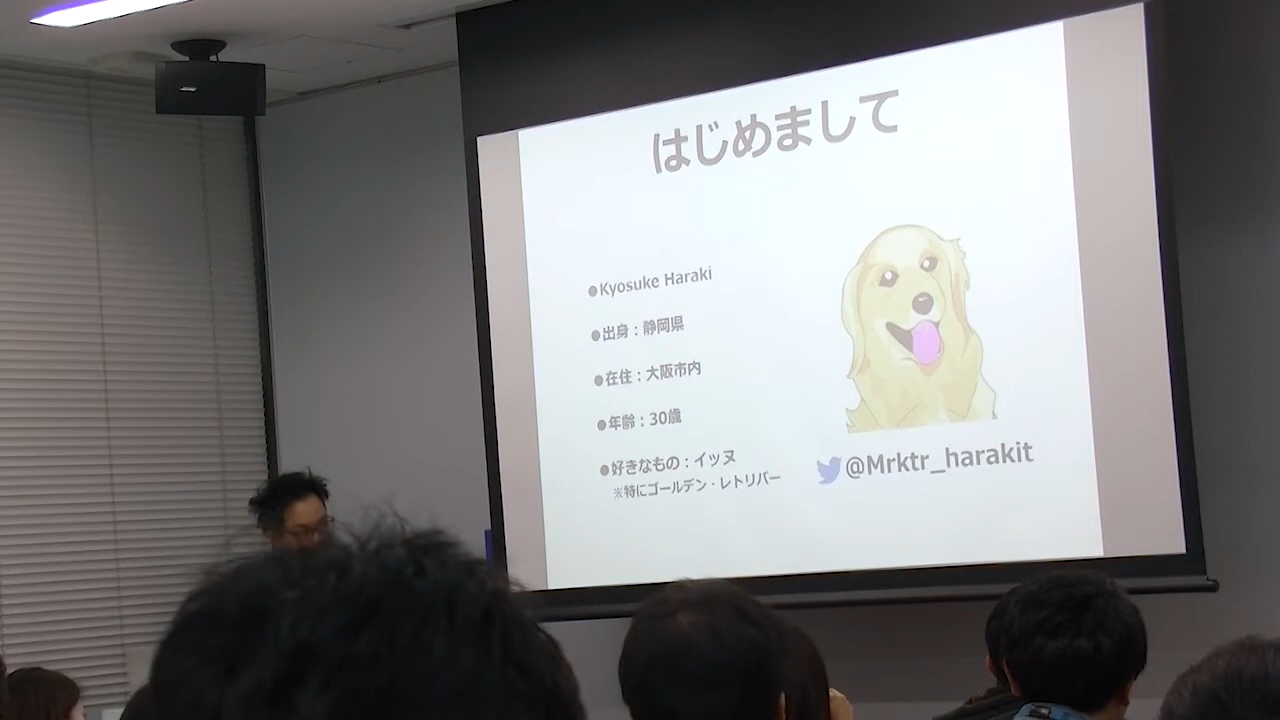 はじめまして
●Kyosuke Haraki
●出身：静岡県
●在住：大阪市内
●年齢：30歳
●好きなもの：イッヌ
※特にゴールデン・レトリバー
@Mrktr_harakit